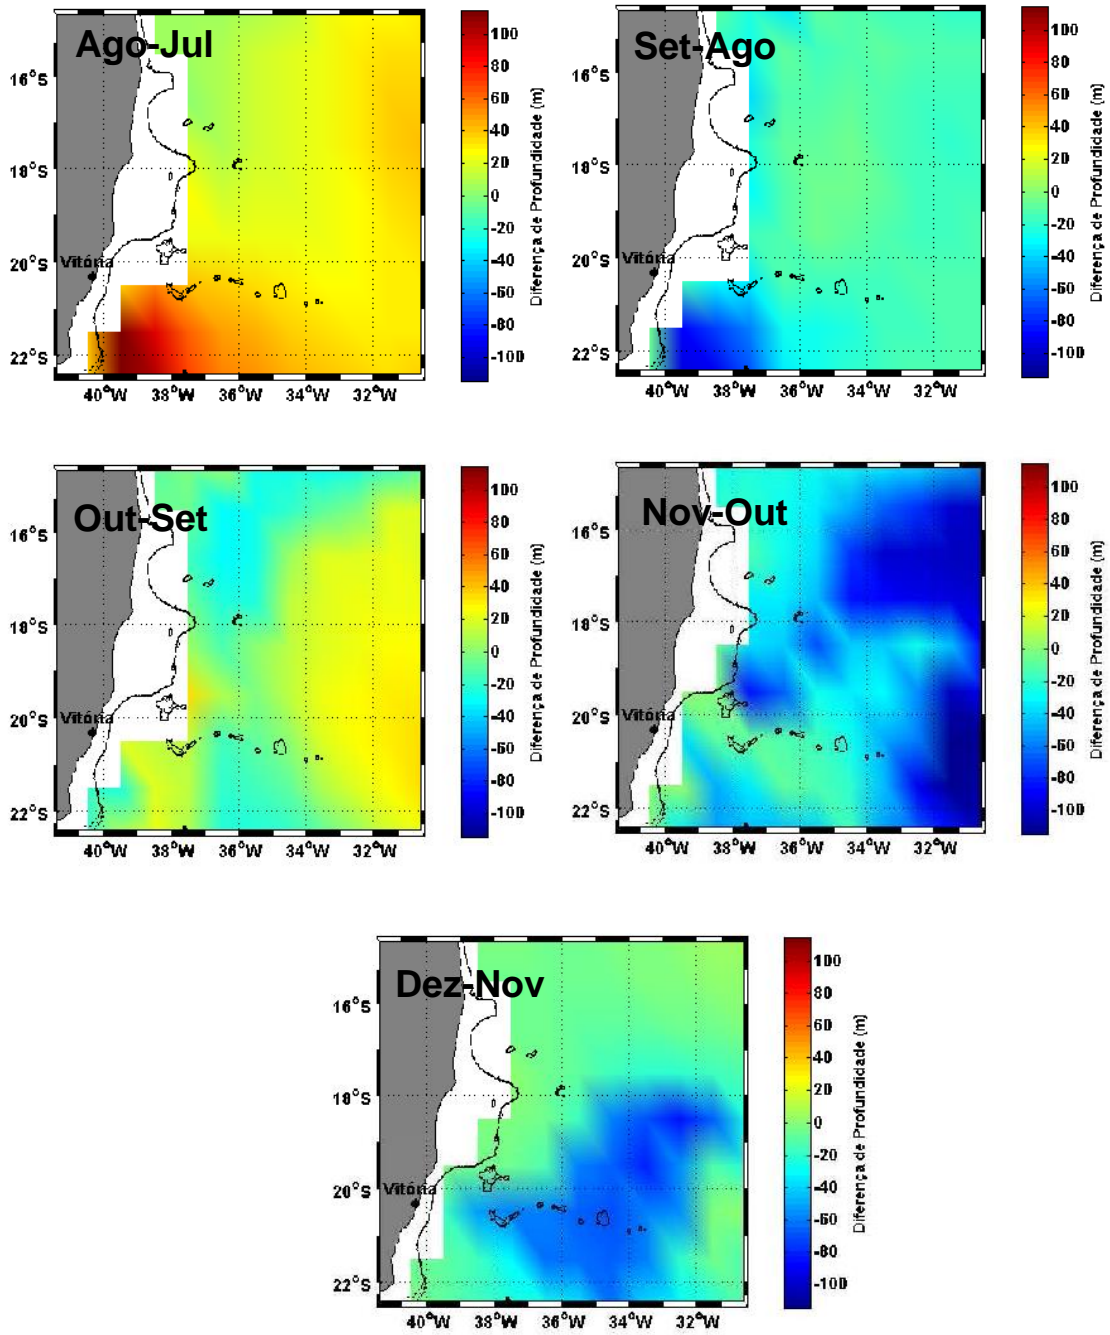 Ago-Jul
16°S
18°S
20°S
22°S
Vitória
40°W 38°W 36°W 34°W 32°W
100
80
60
40
20
0
-20
-40
-60
-80
-100
Diferença de Profundidade (m)
Set-Ago
16°S
18°S
20°S
22°S
Vitória
40°W 38°W 36°W 34°W 32°W
100
80
60
40
20
0
-20
-40
-60
-80
-100
Diferença de Profundidade (m)
Out-Set
16°S
18°S
20°S
22°S
Vitória
40°W 38°W 36°W 34°W 32°W
100
80
60
40
20
0
-20
-40
-60
-80
-100
Diferença de Profundidade (m)
Nov-Out
16°S
18°S
20°S
22°S
Vitória
40°W 38°W 36°W 34°W 32°W
100
80
60
40
20
0
-20
-40
-60
-80
-100
Diferença de Profundidade (m)
Dez-Nov
16°S
18°S
20°S
22°S
Vitória
40°W 38°W 36°W 34°W 32°W
100
80
60
40
20
0
-20
-40
-60
-80
-100
Diferença de Profundidade (m)